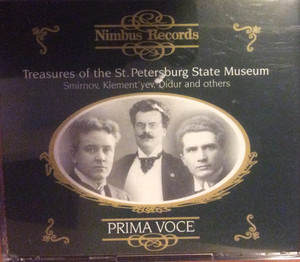 Nimbus Records
Treasures of the St. Petersburg State Museum
Smirnov, Klement'yev, Didur and others
PRIMA VOCE